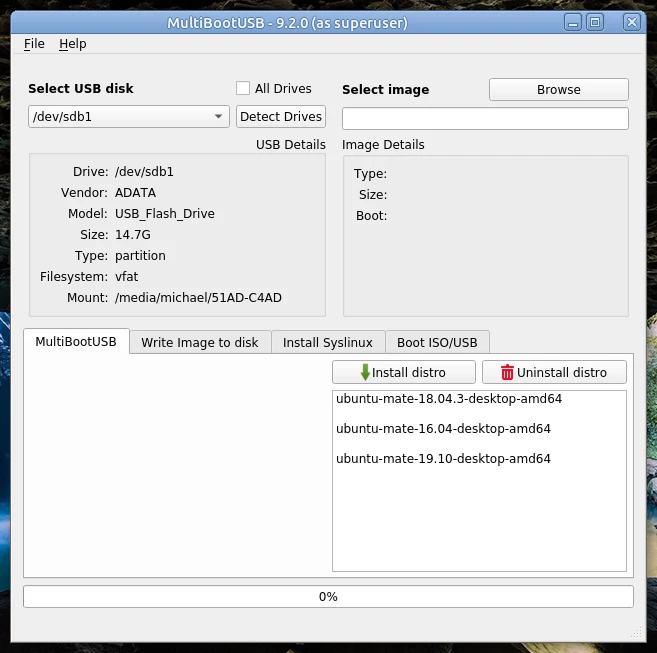 MultiBootUSB - 9.2.0 (as superuser)
File Help
Select USB disk
All Drives
/dev/sdb1
Detect Drives
USB Details
Drive: /dev/sdb1
Vendor: ADATA
Model: USB_Flash_Drive
Size: 14.7G
Type: partition
Filesystem: vfat
Mount: /media/michael/51AD-C4AD
Select image
Browse
Image Details
Type:
Size:
Boot:
MultiBootUSB Write Image to disk Install Syslinux Boot ISO/USB
Install distro Uninstall distro
ubuntu-mate-18.04.3-desktop-amd64
ubuntu-mate-16.04-desktop-amd64
ubuntu-mate-19.10-desktop-amd64
0%